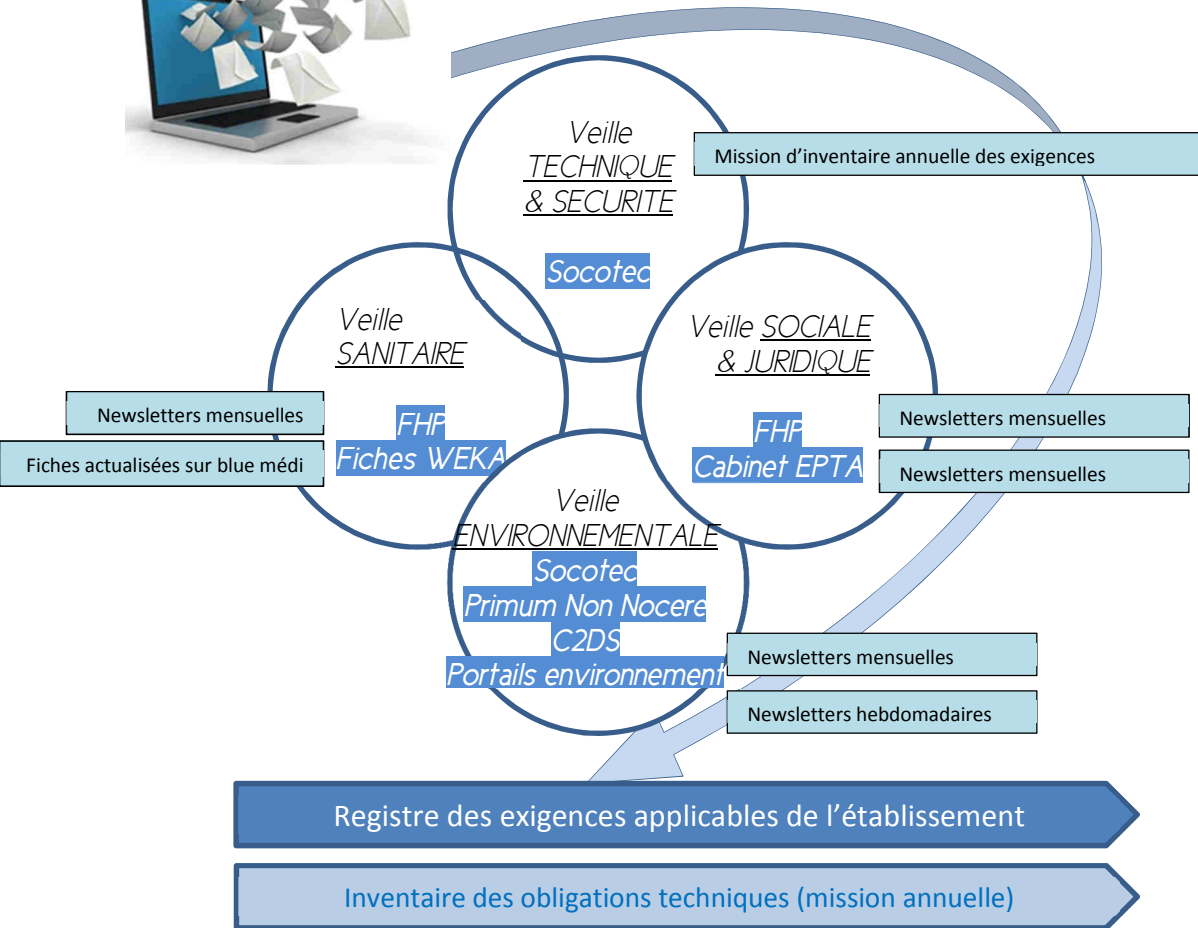 Veille
TECHNIQUE
& SECURITE
Socotec
Mission d’inventaire annuelle des exigences
Veille
SANITAIRE
FHP
Fiches WEKA
Newsletters mensuelles
Fiches actualisées sur blue médi
Veille SOCIALE
& JURIDIQUE
FHP
Cabinet EPTA
Newsletters mensuelles
Newsletters mensuelles
Veille
ENVIRONNEMENTALE
Socotec
Primum Non Nocere
C2DS
Portails environnement
Newsletters mensuelles
Newsletters hebdomadaires
Registre des exigences applicables de l’établissement
Inventaire des obligations techniques (mission annuelle)